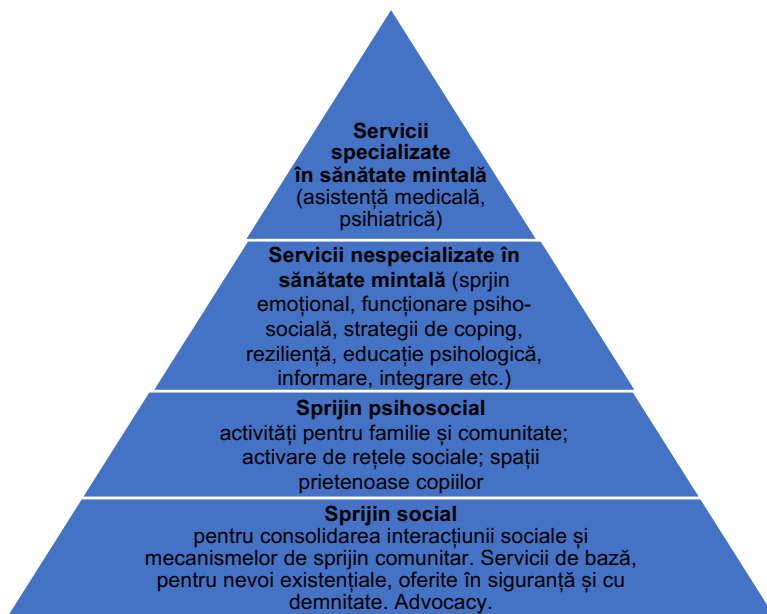 Servicii
specializate
în sănătate mintală
(asistență medicală,
psihiatrică)
Servicii nespecializate în
sănătate mintală (sprjin
emoțional, funcționare psiho-
socială, strategii de coping,
reziliență, educație psihologică,
informare, integrare etc.)
Sprijin psihosocial
activități pentru familie și comunitate;
activare de rețele sociale; spații
prietenoase copiilor
Sprijin social
pentru consolidarea interacțiunii sociale și
mecanismelor de sprijin comunitar. Servicii de bază,
pentru nevoi existențiale, oferite în siguranță și cu
demnitate. Advocacy.